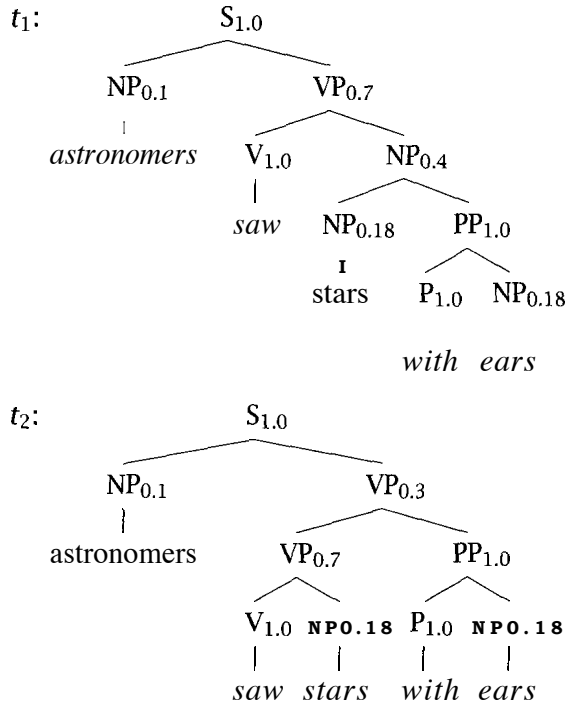 t1: S1.0
NP0.1 VP0.7
astronomers V1.0 NP0.4
saw NP0.18 PP1.0
I
stars P1.0 NP0.18
with ears
t2: S1.0
NP0.1 VP0.3
astronomers VP0.7 PP1.0
V1.0 NP0.18 P1.0 NP0.18
saw stars with ears